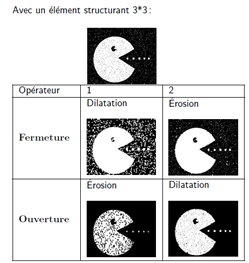 Avec un élément structurant 3*3 :
Opérateur 1 2
Dilatation Érosion
Fermeture
Érosion Dilatation
Ouverture